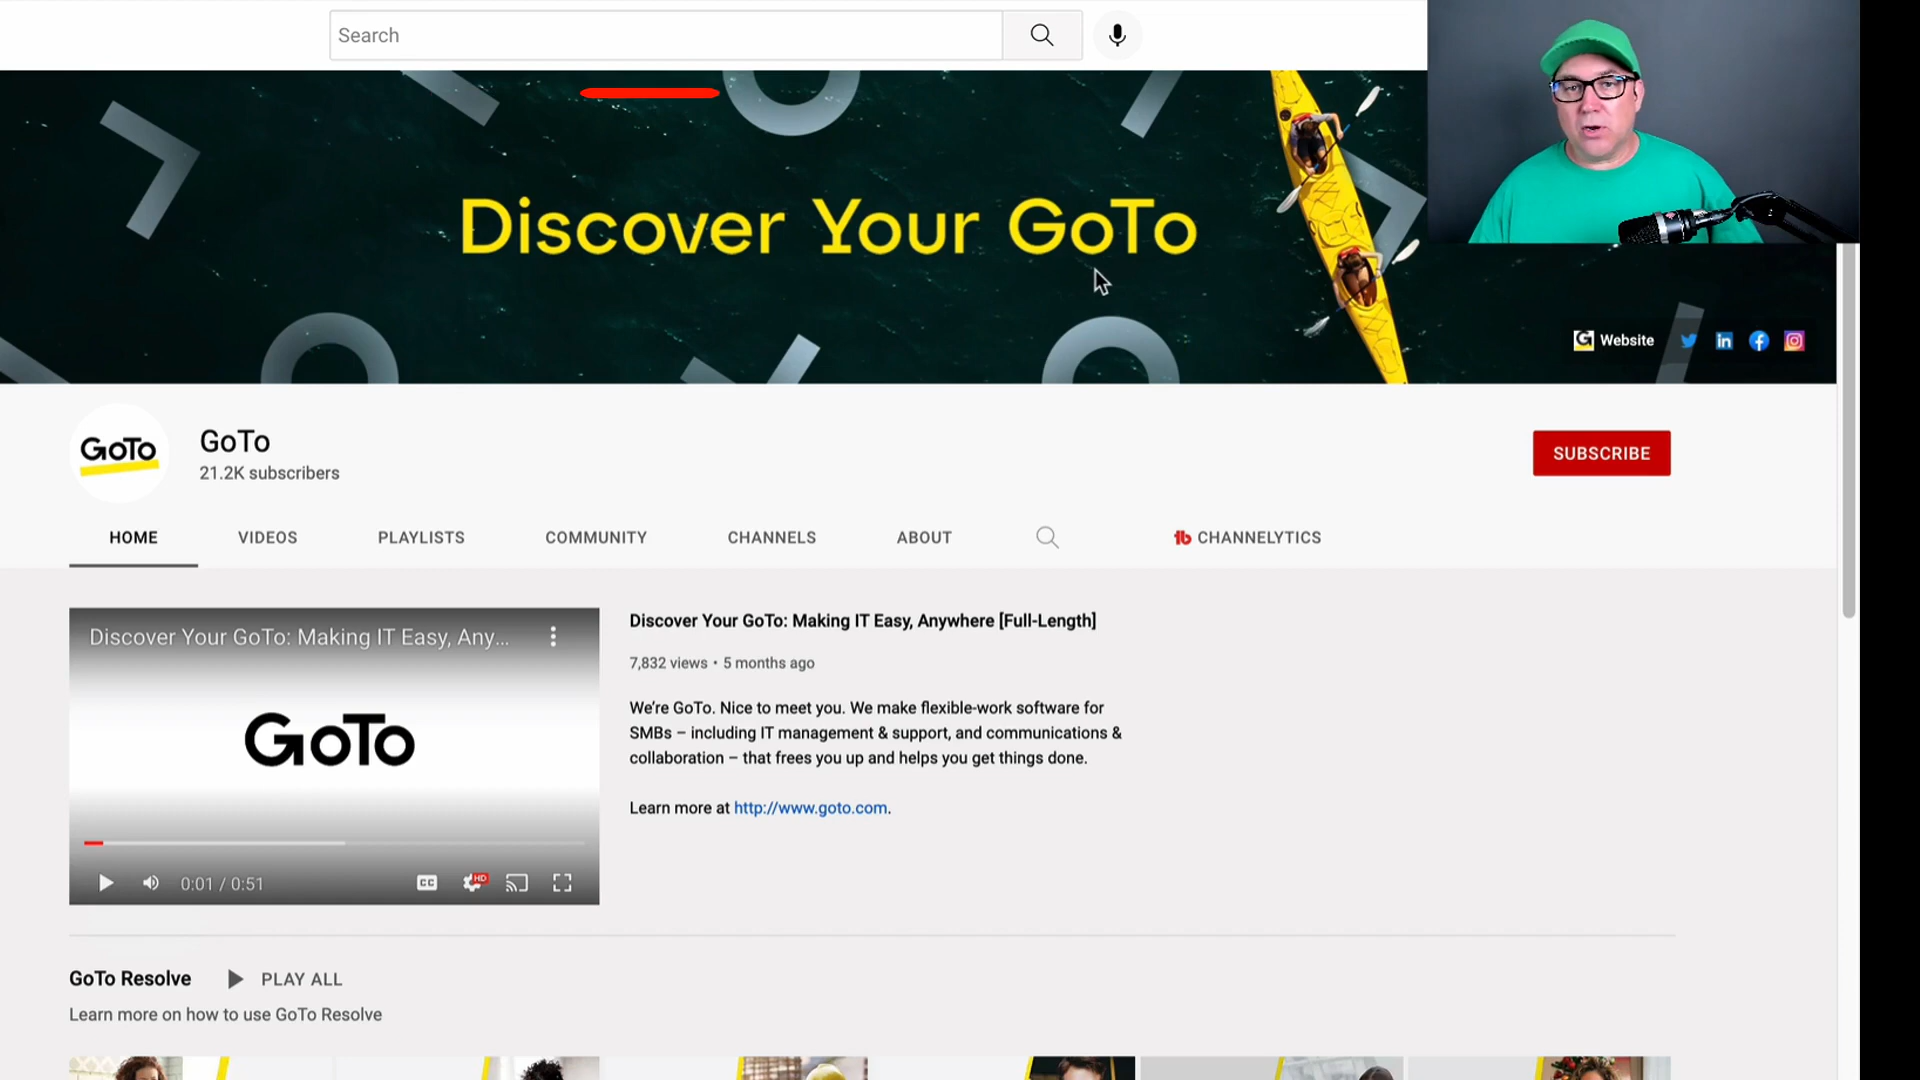 Search
Discover Your GoTo
Website
GoTo
GoTo
21.2K subscribers
SUBSCRIBE
HOME VIDEOS PLAYLISTS COMMUNITY CHANNELS ABOUT CHANNELYTICS
Discover Your GoTo: Making IT Easy, Any...
GoTo
0:01 / 0:51
CC
HD
Discover Your GoTo: Making IT Easy, Anywhere [Full-Length]
7,832 views • 5 months ago
We're GoTo. Nice to meet you. We make flexible-work software for
SMBs – including IT management & support, and communications &
collaboration – that frees you up and helps you get things done.
Learn more at http://www.goto.com.
GoTo Resolve PLAY ALL
Learn more on how to use GoTo Resolve